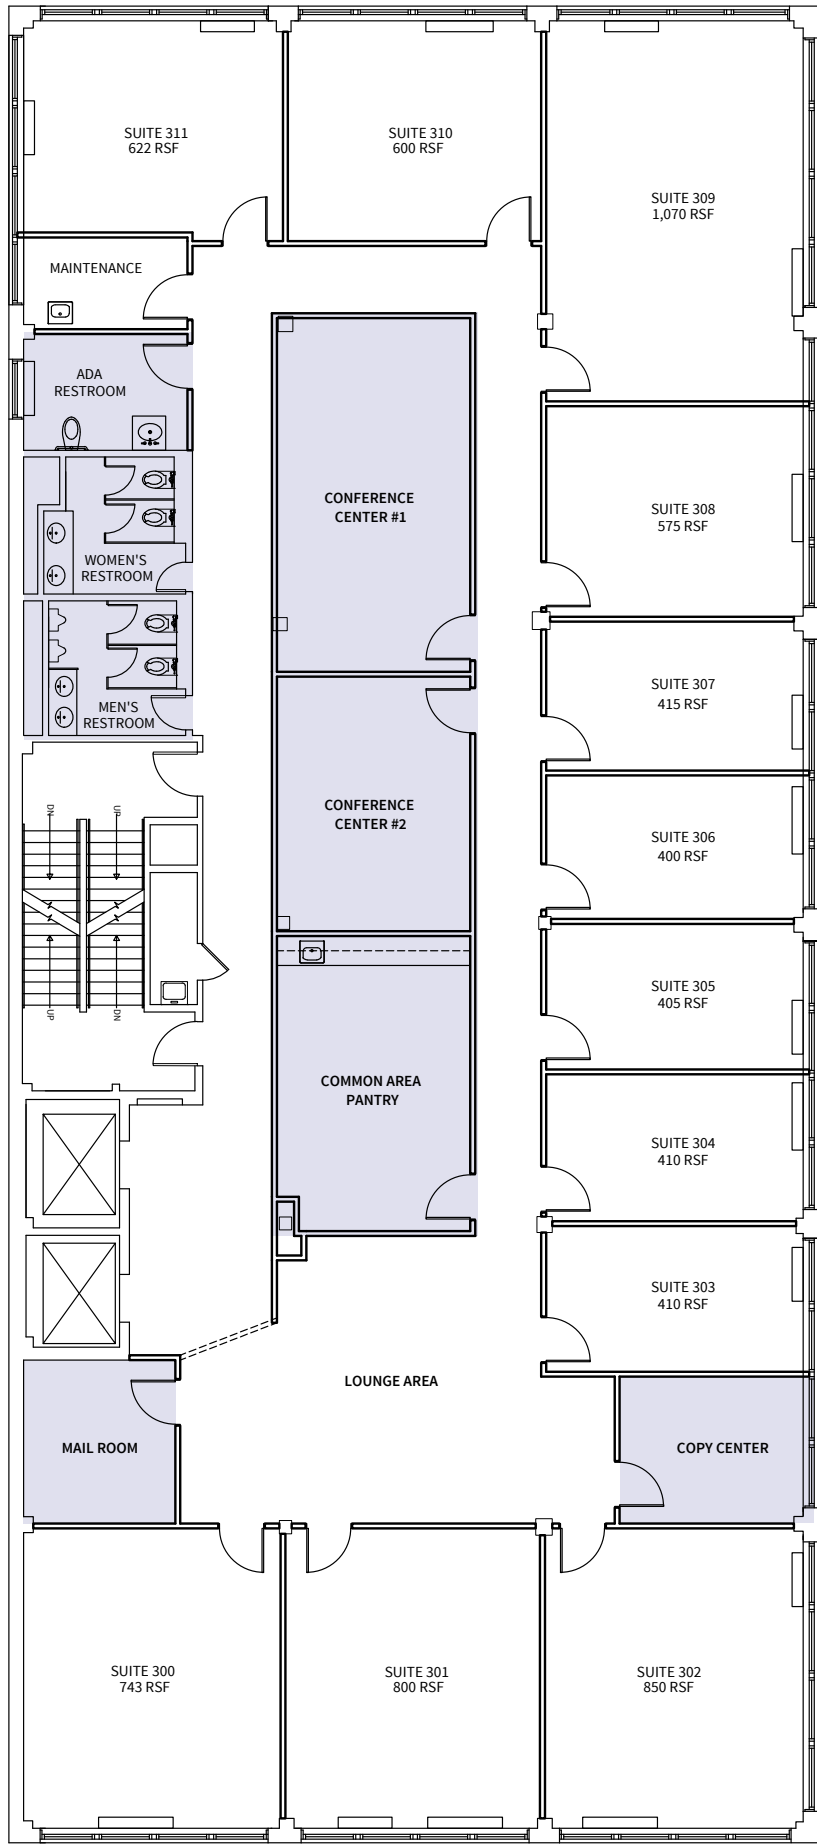 SUITE 311
622 RSF
SUITE 310
600 RSF
SUITE 309
1,070 RSF
MAINTENANCE
ADA
RESTROOM
CONFERENCE
CENTER #1
SUITE 308
575 RSF
WOMEN'S
RESTROOM
SUITE 307
415 RSF
MEN'S
RESTROOM
CONFERENCE
CENTER #2
SUITE 306
400 RSF
DN
UP
UP
DN
SUITE 305
405 RSF
COMMON AREA
PANTRY
SUITE 304
410 RSF
SUITE 303
410 RSF
LOUNGE AREA
MAIL ROOM
COPY CENTER
SUITE 300
743 RSF
SUITE 301
800 RSF
SUITE 302
850 RSF